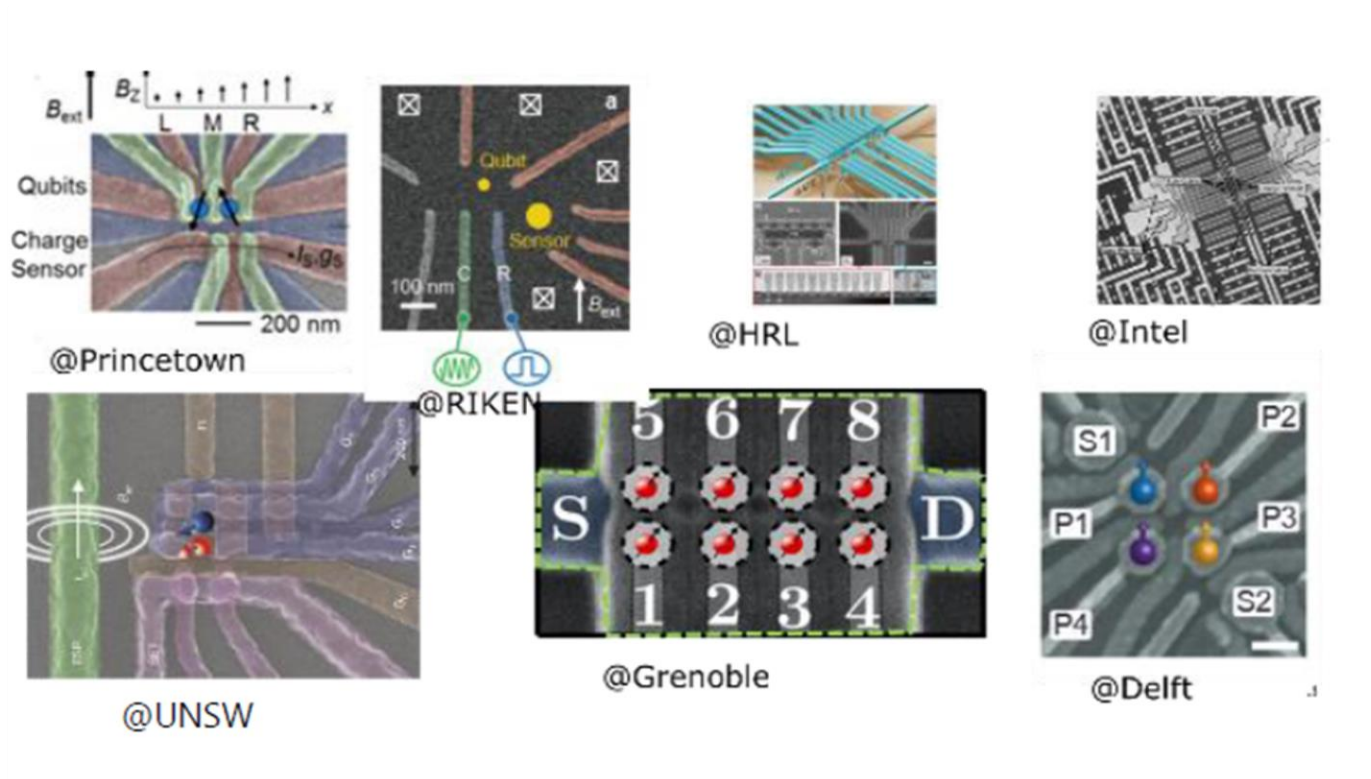 B_ext
B_Z
x
L M R
Qubits
Charge
Sensor
I_S, g_S
200 nm
@Princetown
a
Qubit
Sensor
C R
100 nm
B_ext
@RIKEN
@HRL
@Intel
ESR
@UNSW
5 6 7 8
S D
1 2 3 4
@Grenoble
S1 P2
P1 P3
S2
P4
@Delft